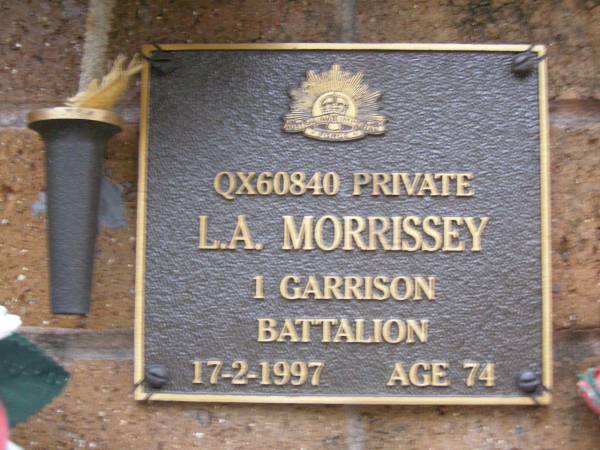 QX60840 PRIVATE
L.A. MORRISSEY
1 GARRISON
BATTALION
17-2-1997 AGE 74